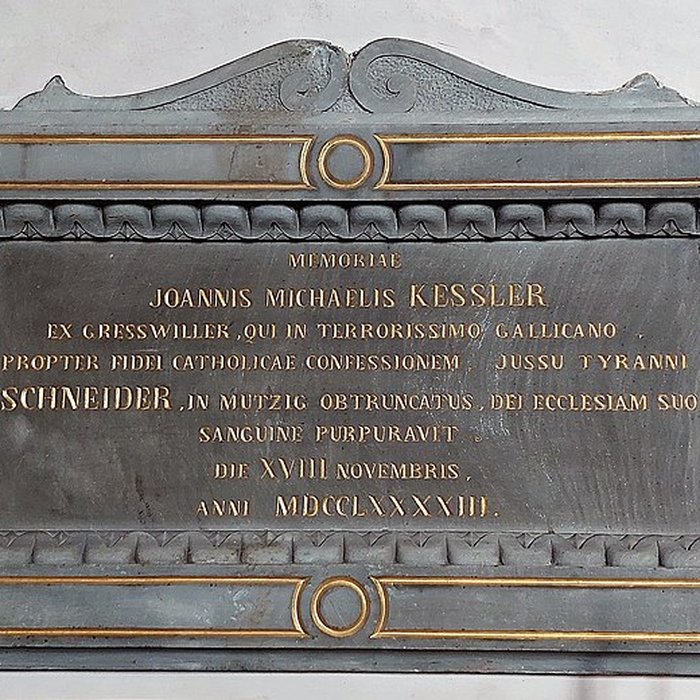 MEMORIAE
JOANNIS MICHAELIS KESSLER
EX GRESSWILLER, QUI IN TERRORISSIMO GALLICANO,
PROPTER FIDEI CATHOLICAE CONFESSIONEM, JUSSU TYRANNI
SCHNEIDER, IN MUTZIG OBTRUNCATUS, DEI ECCLESIAM SUO
SANGUINE PURPURAVIT,
DIE XVIII NOVEMBRIS,
ANNI MDCCLXXXXIII.